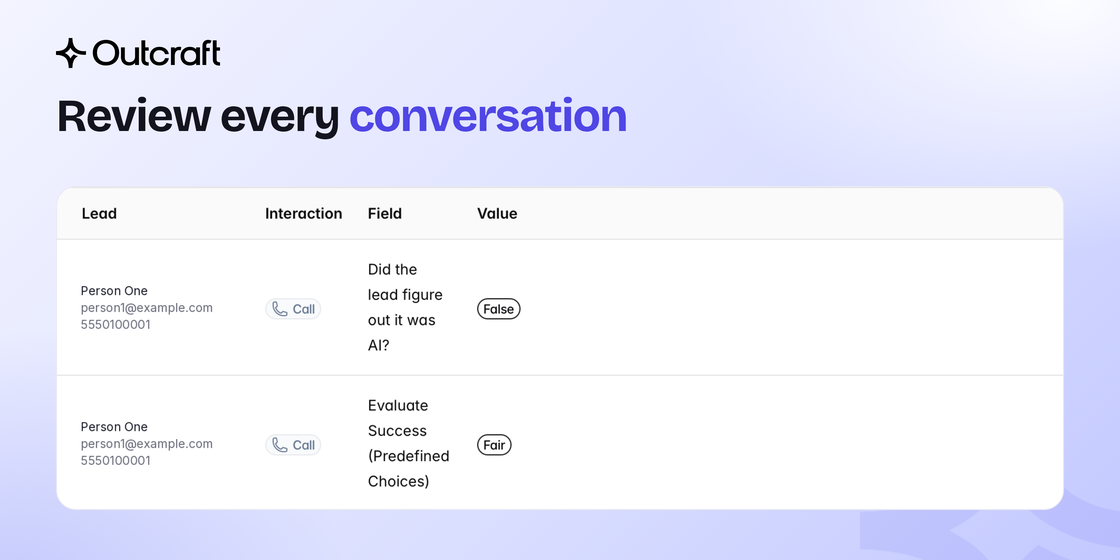 Outcraft
Review every conversation
Lead Interaction Field Value
Person One
person1@example.com
5550100001
Call
Did the
lead figure
out it was
AI?
False
Person One
person1@example.com
5550100001
Call
Evaluate
Success
(Predefined
Choices)
Fair